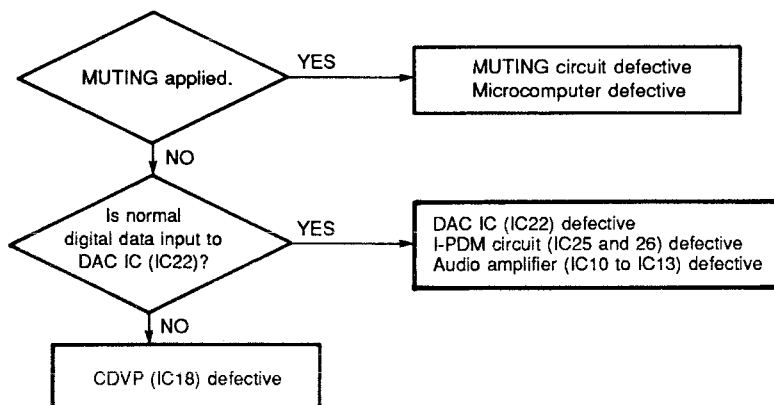 MUTING applied.
YES
MUTING circuit defective
Microcomputer defective
NO
Is normal
digital data input to
DAC IC (IC22)?
YES
DAC IC (IC22) defective
I-PDM circuit (IC25 and 26) defective
Audio amplifier (IC10 to IC13) defective
NO
CDVP (IC18) defective